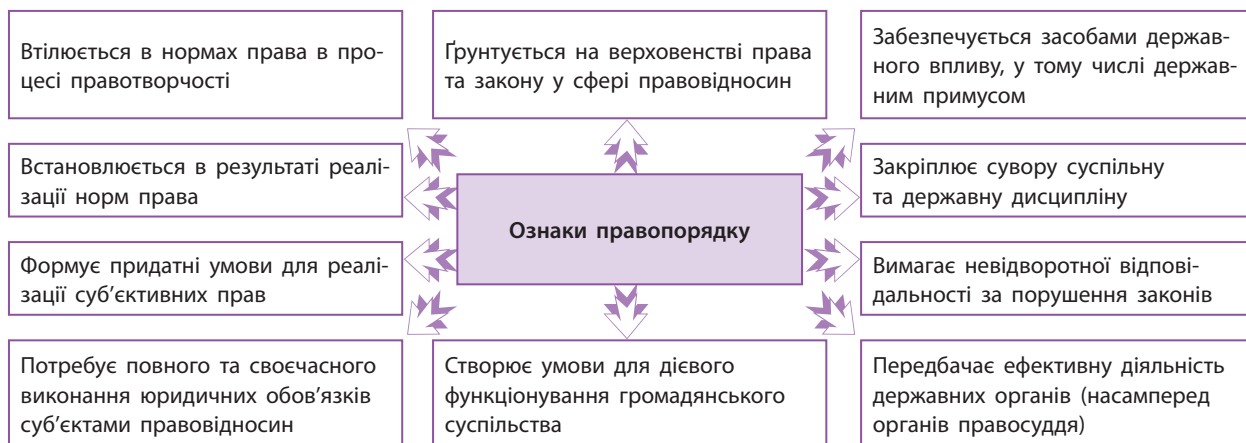 Втілюється в нормах права в про-
цесі правотворчості
Ґрунтується на верховенстві права
та закону у сфері правовідносин
Забезпечується засобами держав-
ного впливу, у тому числі держав-
ним примусом
Встановлюється в результаті реалі-
зації норм права
Закріплює сувору суспільну
та державну дисципліну
Ознаки правопорядку
Формує придатні умови для реалі-
зації суб’єктивних прав
Вимагає невідворотної відпові-
дальності за порушення законів
Потребує повного та своєчасного
виконання юридичних обов’язків
суб’єктами правовідносин
Створює умови для дієвого
функціонування громадянського
суспільства
Передбачає ефективну діяльність
державних органів (насамперед
органів правосуддя)